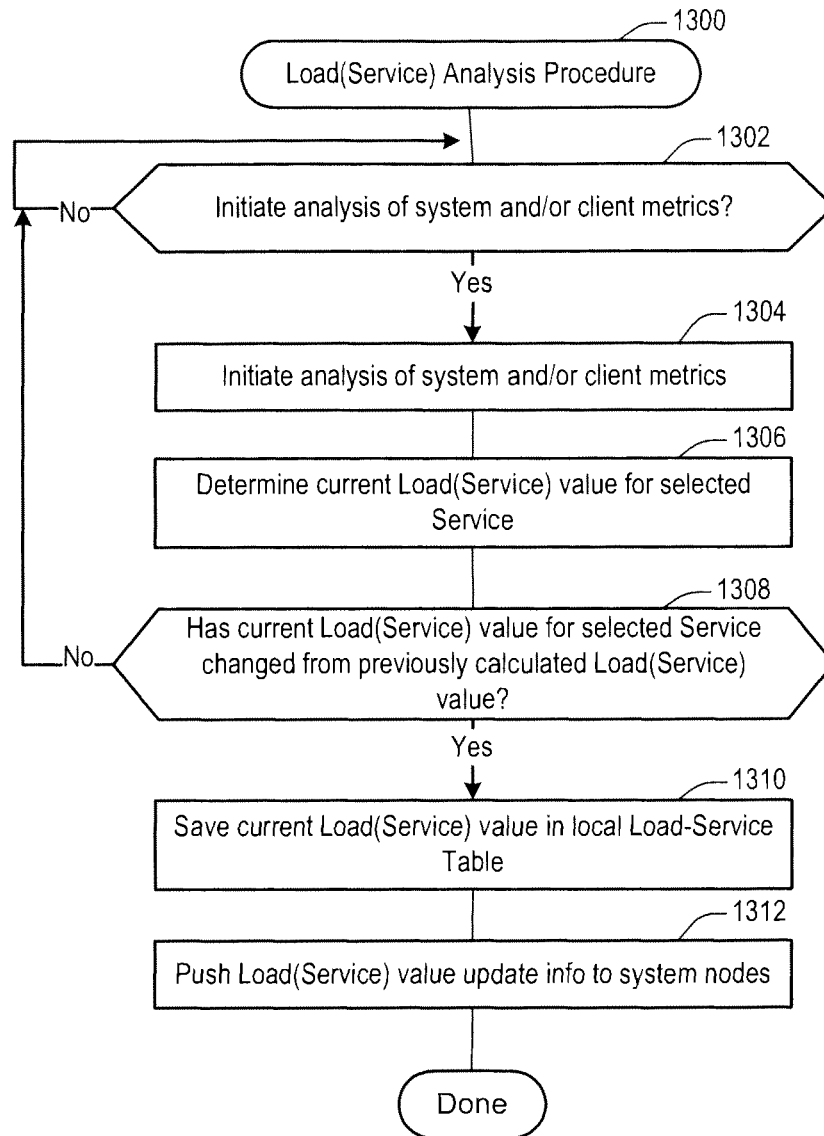 1300
Load(Service) Analysis Procedure
1302
Initiate analysis of system and/or client metrics?
No
Yes
1304
Initiate analysis of system and/or client metrics
1306
Determine current Load(Service) value for selected
Service
1308
Has current Load(Service) value for selected Service
changed from previously calculated Load(Service)
value?
No
Yes
1310
Save current Load(Service) value in local Load-Service
Table
1312
Push Load(Service) value update info to system nodes
Done